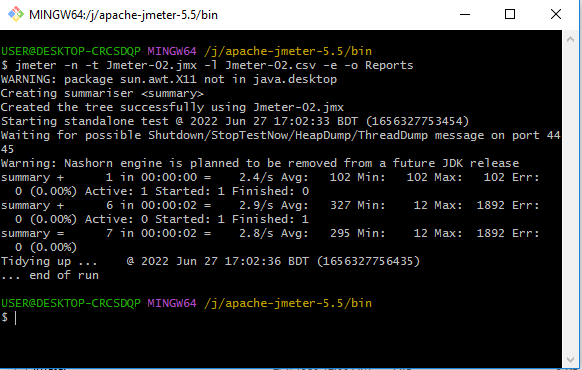 MINGW64:/j/apache-jmeter-5.5/bin
USER@DESKTOP-CRCSDQP MINGW64 /j/apache-jmeter-5.5/bin
$ jmeter -n -t Jmeter-02.jmx -l Jmeter-02.csv -e -o Reports
WARNING: package sun.awt.X11 not in java.desktop
Creating summariser <summary>
Created the tree successfully using Jmeter-02.jmx
Starting standalone test @ 2022 Jun 27 17:02:33 BDT (1656327753454)
Waiting for possible Shutdown/StopTestNow/HeapDump/ThreadDump message on port 44
45
Warning: Nashorn engine is planned to be removed from a future JDK release
summary +      1 in 00:00:00 =    2.4/s Avg:   102 Min:   102 Max:   102 Err:
  0 (0.00%) Active: 1 Started: 1 Finished: 0
summary +      6 in 00:00:02 =    2.9/s Avg:   327 Min:    12 Max:  1892 Err:
  0 (0.00%) Active: 0 Started: 1 Finished: 1
summary =      7 in 00:00:02 =    2.8/s Avg:   295 Min:    12 Max:  1892 Err:
  0 (0.00%)
Tidying up ...    @ 2022 Jun 27 17:02:36 BDT (1656327756435)
... end of run
USER@DESKTOP-CRCSDQP MINGW64 /j/apache-jmeter-5.5/bin
$